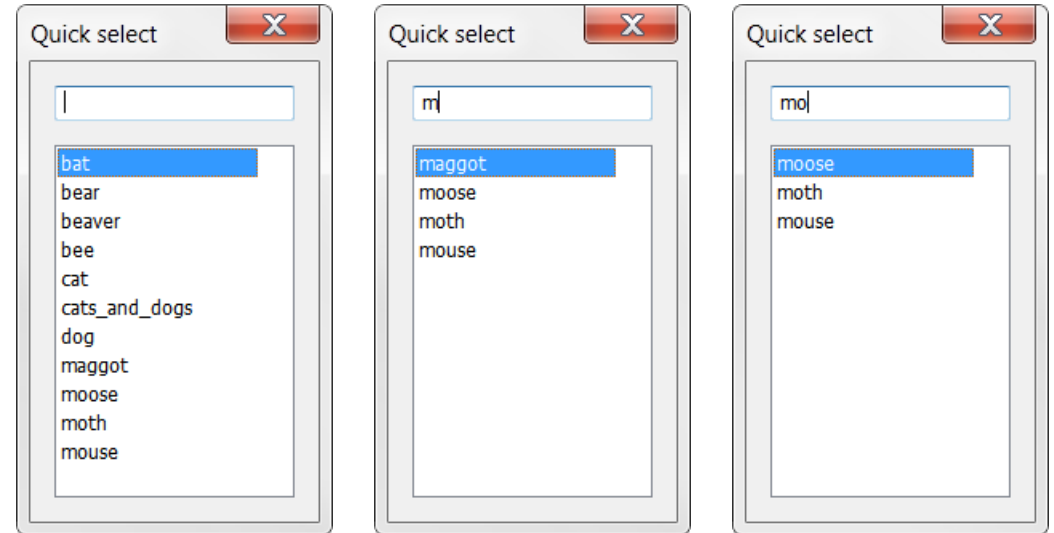 Quick select
bat
bear
beaver
bee
cat
cats_and_dogs
dog
maggot
moose
moth
mouse
Quick select
m
maggot
moose
moth
mouse
Quick select
mo
moose
moth
mouse